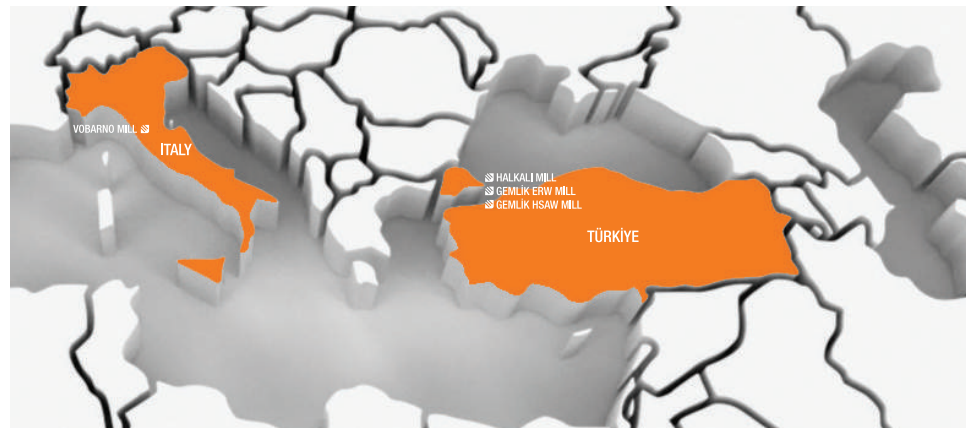 VOBARNO MILL
ITALY
HALKALI MILL
GEMLİK ERW MILL
GEMLİK HSAW MILL
TÜRKİYE